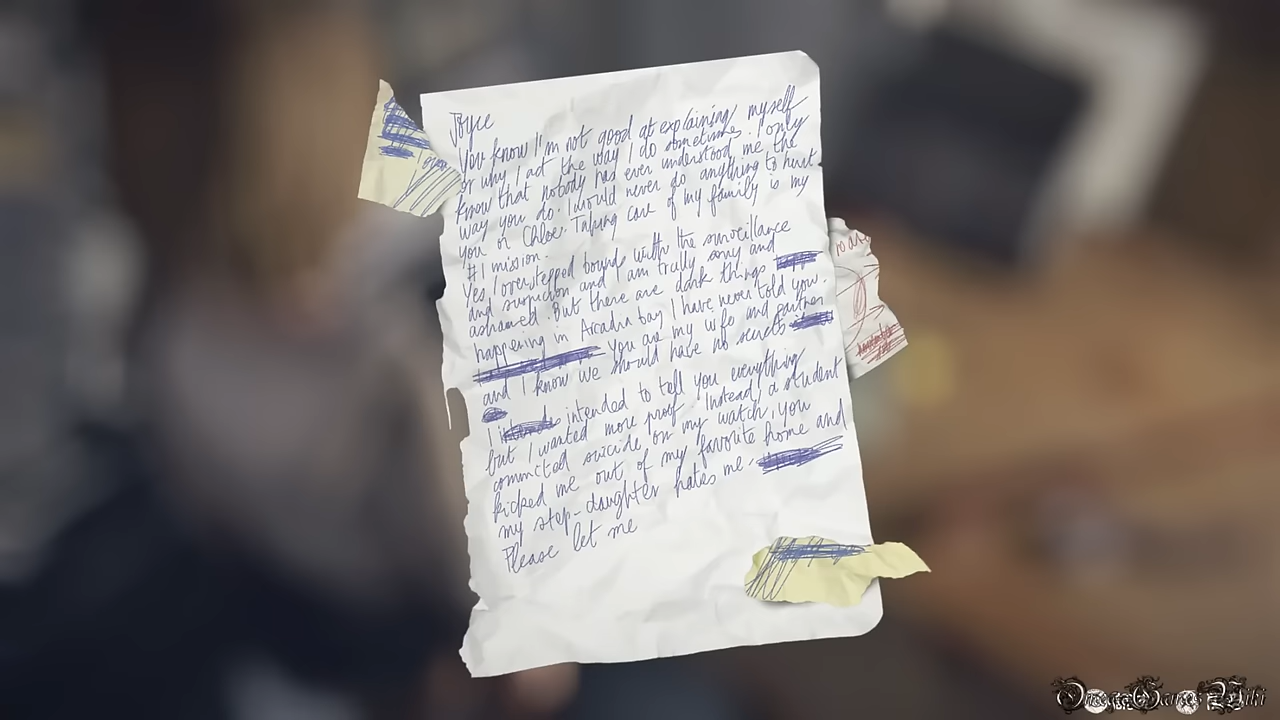 Joyce
You know I'm not good at explaining myself
or why I act the way I do sometimes. I only
know that nobody has ever understood me the
way you do. I would never do anything to hurt
you or Chloe. Taking care of my family is my
#1 mission.
Yes, I overstepped bounds with the surveillance
and suspicion and I am trully sorry and
ashamed. But there are dark things
happening in Arcadia bay I have never told you.
You are my wife and partner
and I know we should have no secrets
I intended to tell you everything
but I wanted more proof. Instead, a student
committed suicide on my watch, you
kicked me out of my favorite home and
my step-daughter hates me.
Please let me